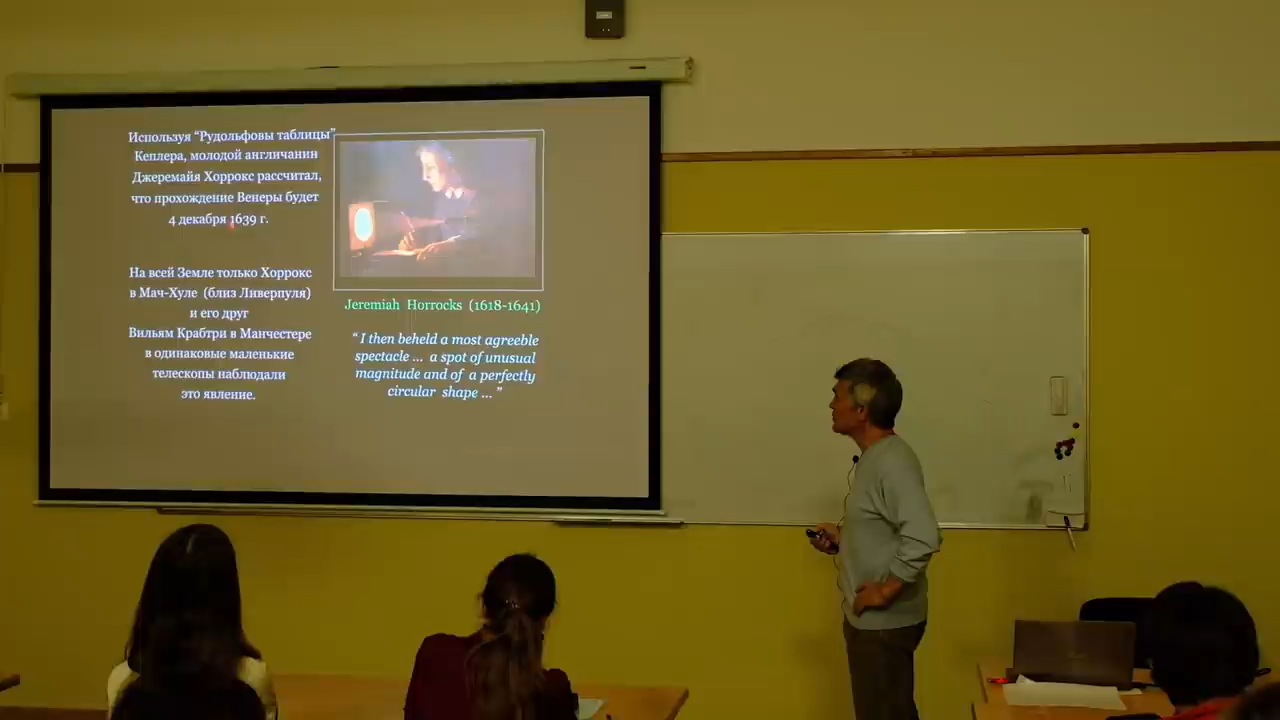 Используя “Рудольфовы таблицы”
Кеплера, молодой англичанин
Джеремайя Хоррокс рассчитал,
что прохождение Венеры будет
4 декабря 1639 г.
На всей Земле только Хоррокс
в Мач-Хуле (близ Ливерпуля)
и его друг
Вильям Крабтри в Манчестере
в одинаковые маленькие
телескопы наблюдали
это явление.
Jeremiah Horrocks (1618-1641)
“ I then beheld a most agreeble
spectacle ... a spot of unusual
magnitude and of a perfectly
circular shape ... ”